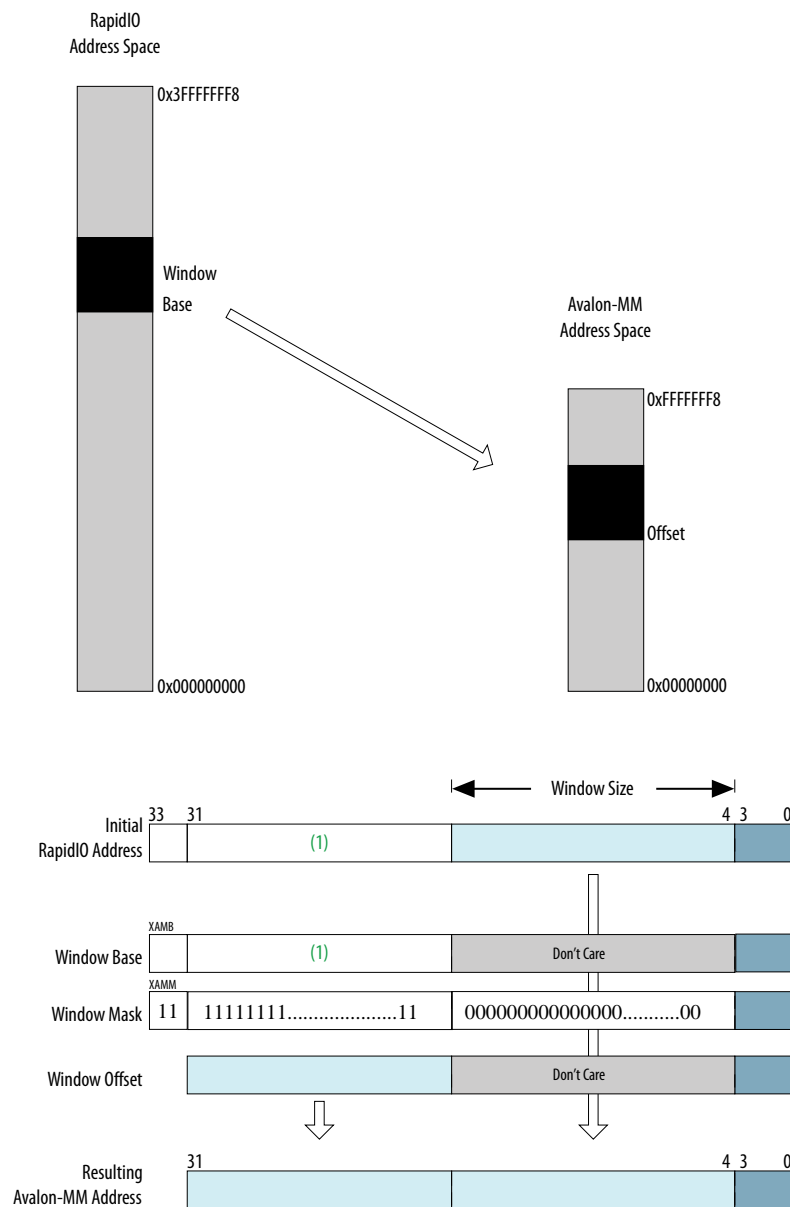 RapidIO
Address Space
0x3FFFFFFF8
Window
Base
0x000000000
Avalon-MM
Address Space
0xFFFFFFF8
Offset
0x00000000
Window Size
33 31 4 3 0
Initial
RapidIO Address
(1)
XAMB
Window Base
(1)
Don't Care
XAMM
Window Mask
11
11111111.....................11
000000000000000...........00
Window Offset
Don't Care
31 4 3 0
Resulting
Avalon-MM Address